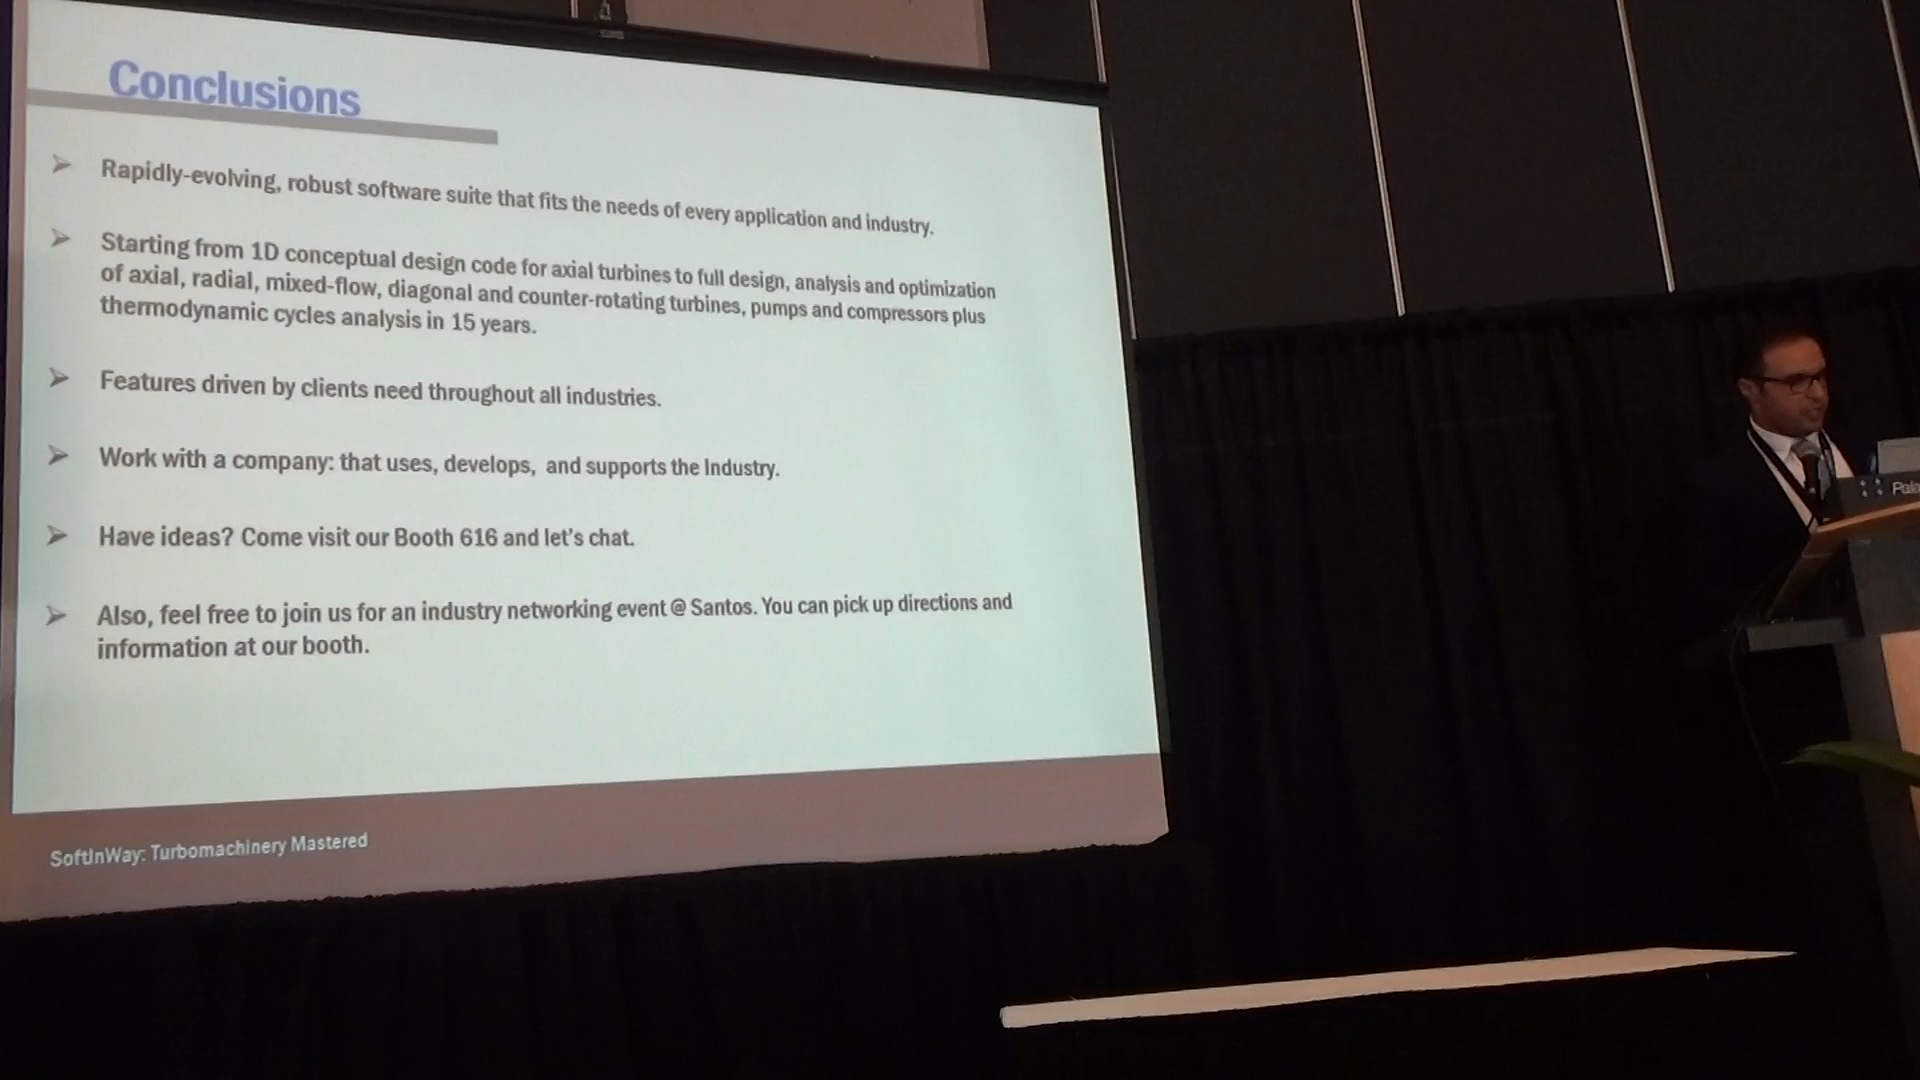 Conclusions
➢ Rapidly-evolving, robust software suite that fits the needs of every application and industry.
➢ Starting from 1D conceptual design code for axial turbines to full design, analysis and optimization
of axial, radial, mixed-flow, diagonal and counter-rotating turbines, pumps and compressors plus
thermodynamic cycles analysis in 15 years.
➢ Features driven by clients need throughout all industries.
➢ Work with a company: that uses, develops, and supports the Industry.
➢ Have ideas? Come visit our Booth 616 and let's chat.
➢ Also, feel free to join us for an industry networking event @ Santos. You can pick up directions and
information at our booth.
SoftInWay: Turbomachinery Mastered